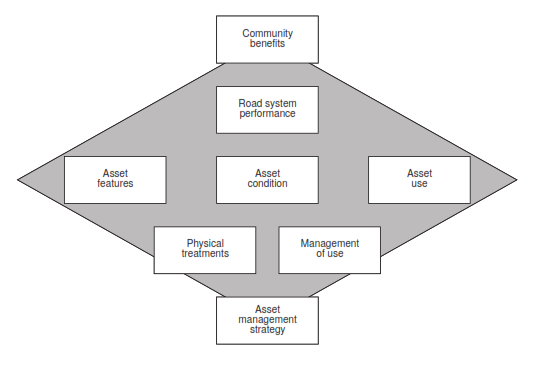 Community
benefits
Road system
performance
Asset
features
Asset
condition
Asset
use
Physical
treatments
Management
of use
Asset
management
strategy